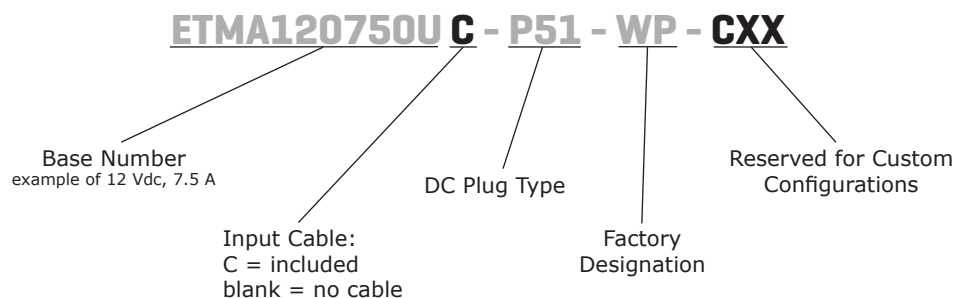 ETMA120750U C - P51 - WP - CXX
Base Number
example of 12 Vdc, 7.5 A
Input Cable:
C = included
blank = no cable
DC Plug Type
Factory
Designation
Reserved for Custom
Configurations